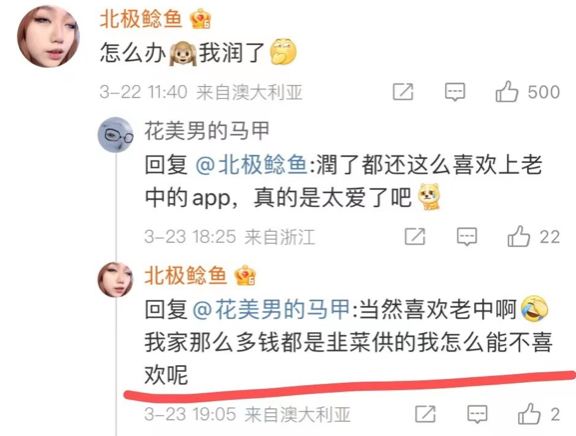 北极鲶鱼
怎么办🙊我润了🤭
3-22 11:40 来自澳大利亚
500
花美男的马甲
回复 @北极鲶鱼:潤了都还这么喜欢上老
中的app，真的是太爱了吧
3-23 18:25 来自浙江
22
北极鲶鱼
回复 @花美男的马甲:当然喜欢老中啊🤣
我家那么多钱都是韭菜供的我怎么能不喜
欢呢
3-23 19:05 来自澳大利亚
2